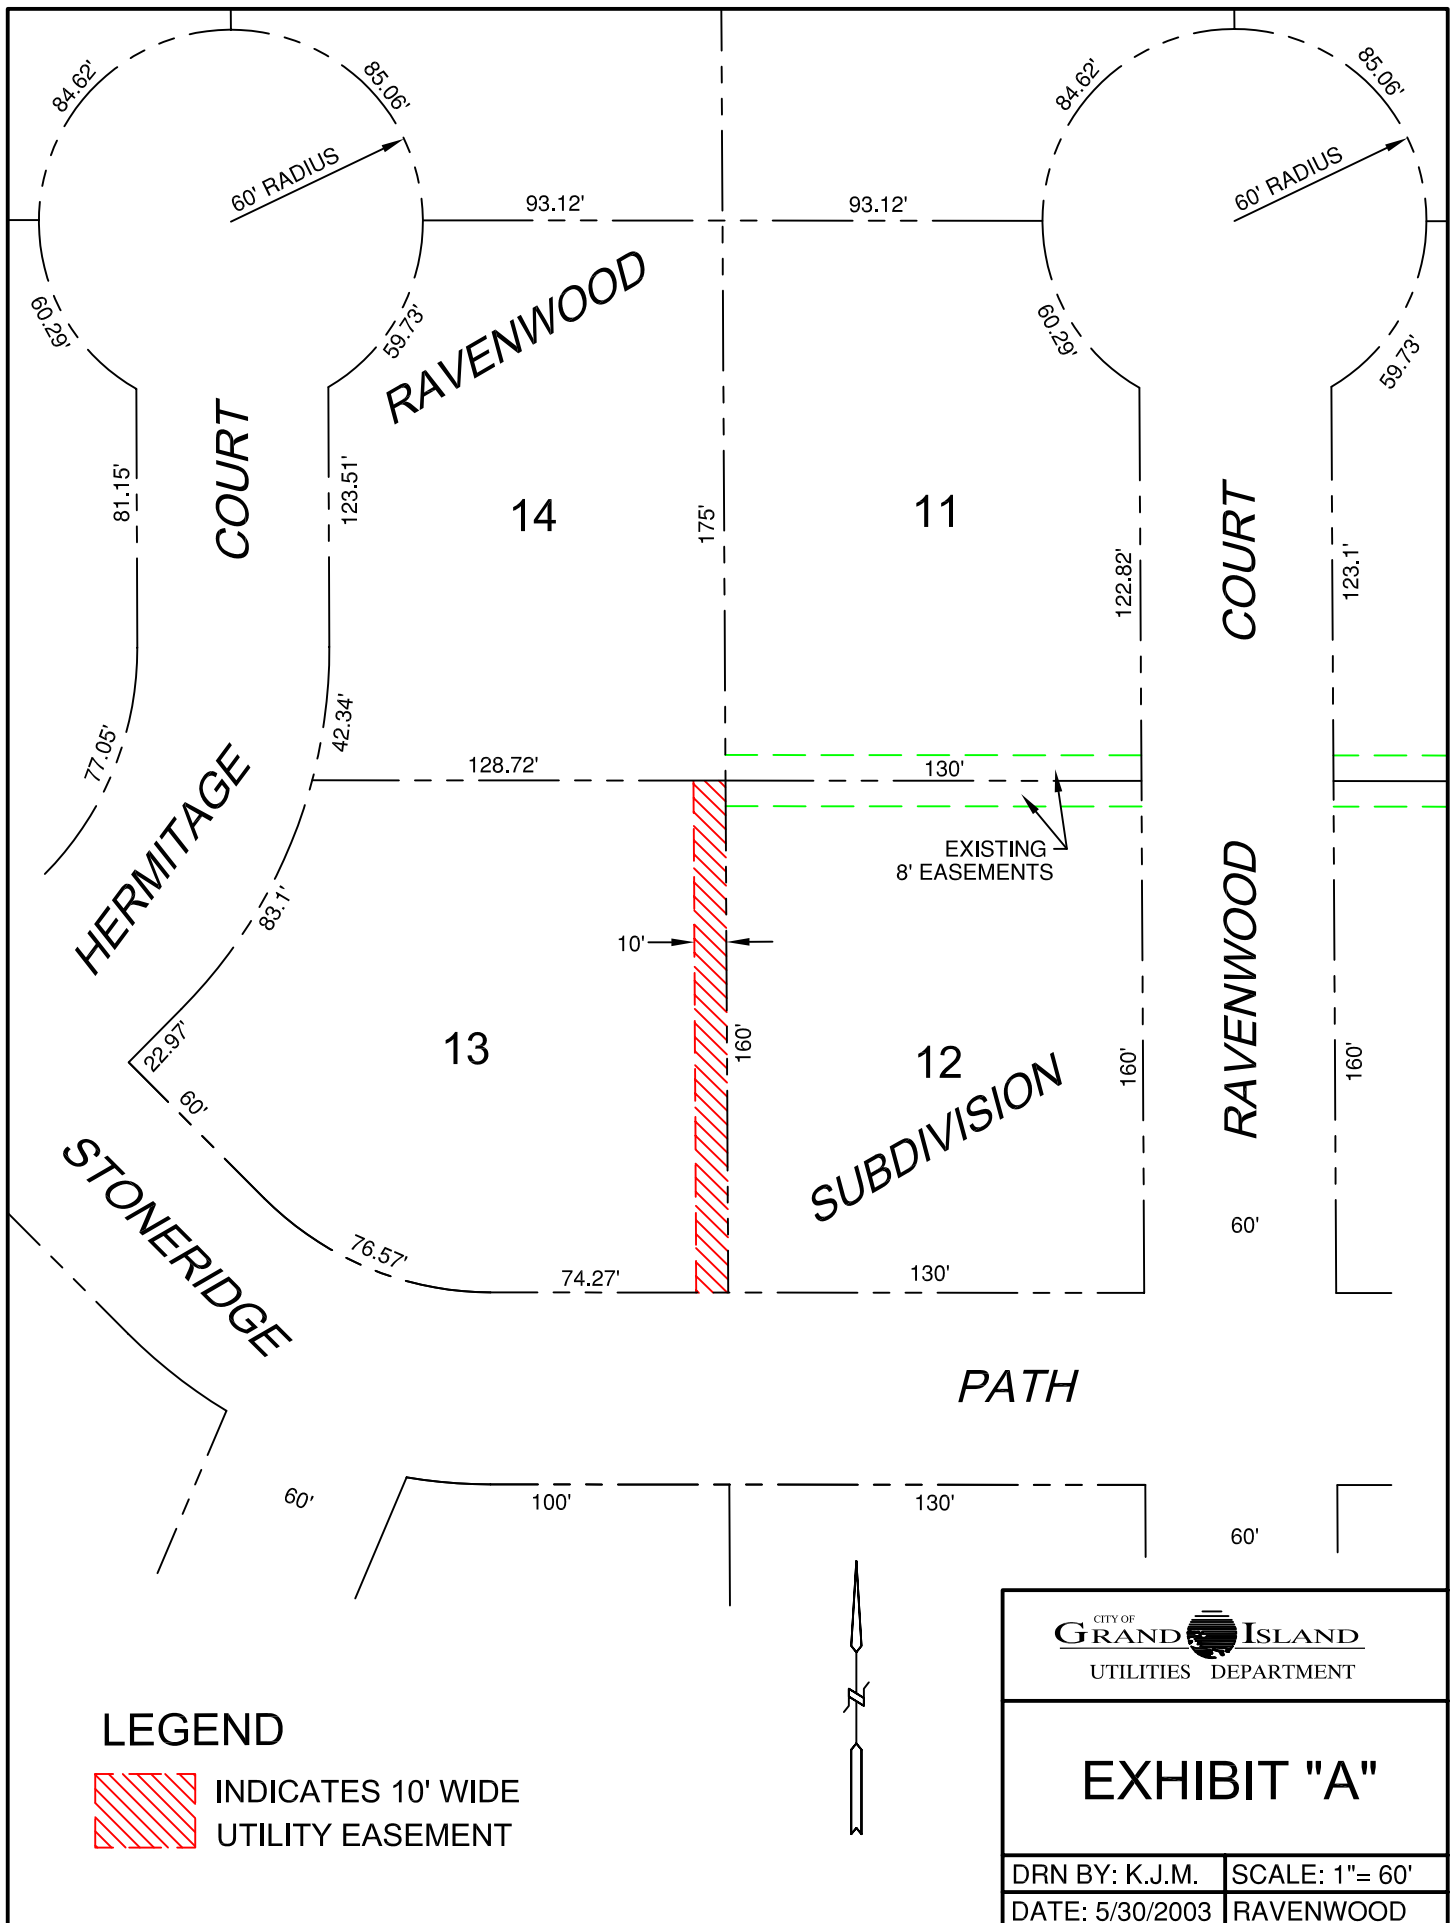 84.62'
85.06'
60' RADIUS
84.62'
85.06'
60' RADIUS
93.12'
93.12'
RAVENWOOD
60.29'
59.73'
60.29'
59.73'
COURT
81.15'
123.51'
14
175'
11
122.82'
COURT
123.1'
77.05'
42.34'
128.72'
130'
EXISTING
8' EASEMENTS
HERMITAGE
83.1'
10'
RAVENWOOD
22.97'
13
160'
12
160'
160'
60'
SUBDIVISION
STONERIDGE
76.57'
74.27'
130'
60'
PATH
60'
100'
130'
60'
N
CITY OF
GRAND ISLAND
UTILITIES DEPARTMENT
LEGEND
INDICATES 10' WIDE
UTILITY EASEMENT
EXHIBIT "A"
DRN BY: K.J.M.
SCALE: 1"= 60'
DATE: 5/30/2003
RAVENWOOD